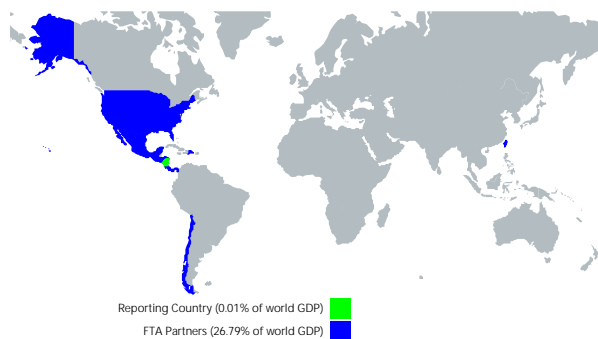 Reporting Country (0.01% of world GDP)
FTA Partners (26.79% of world GDP)